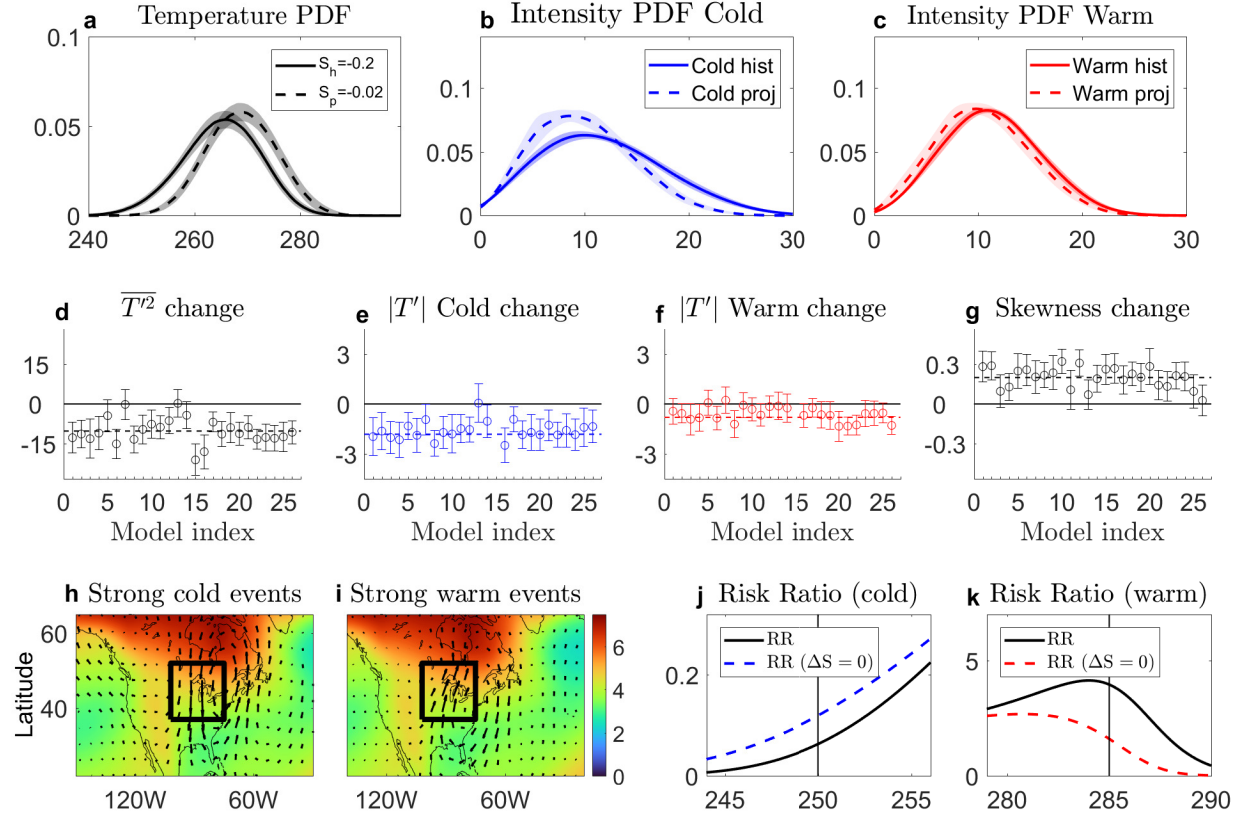 a Temperature PDF
0.1
0.05
0
240 260 280
S_h=-0.2
S_p=-0.02
b Intensity PDF Cold
0.1
0.05
0
0 10 20 30
Cold hist
Cold proj
c Intensity PDF Warm
0.1
0.05
0
0 10 20 30
Warm hist
Warm proj
d \overline{T'^2} change
15
0
-15
0 5 10 15 20 25
Model index
e |T'| Cold change
3
0
-3
0 5 10 15 20 25
Model index
f |T'| Warm change
3
0
-3
0 5 10 15 20 25
Model index
g Skewness change
0.3
0
-0.3
0 5 10 15 20 25
Model index
h Strong cold events
Latitude
60
40
120W 60W
i Strong warm events
120W 60W
6
4
2
0
j Risk Ratio (cold)
RR
RR (ΔS = 0)
0.2
0
245 250 255
k Risk Ratio (warm)
RR
RR (ΔS = 0)
5
0
280 285 290